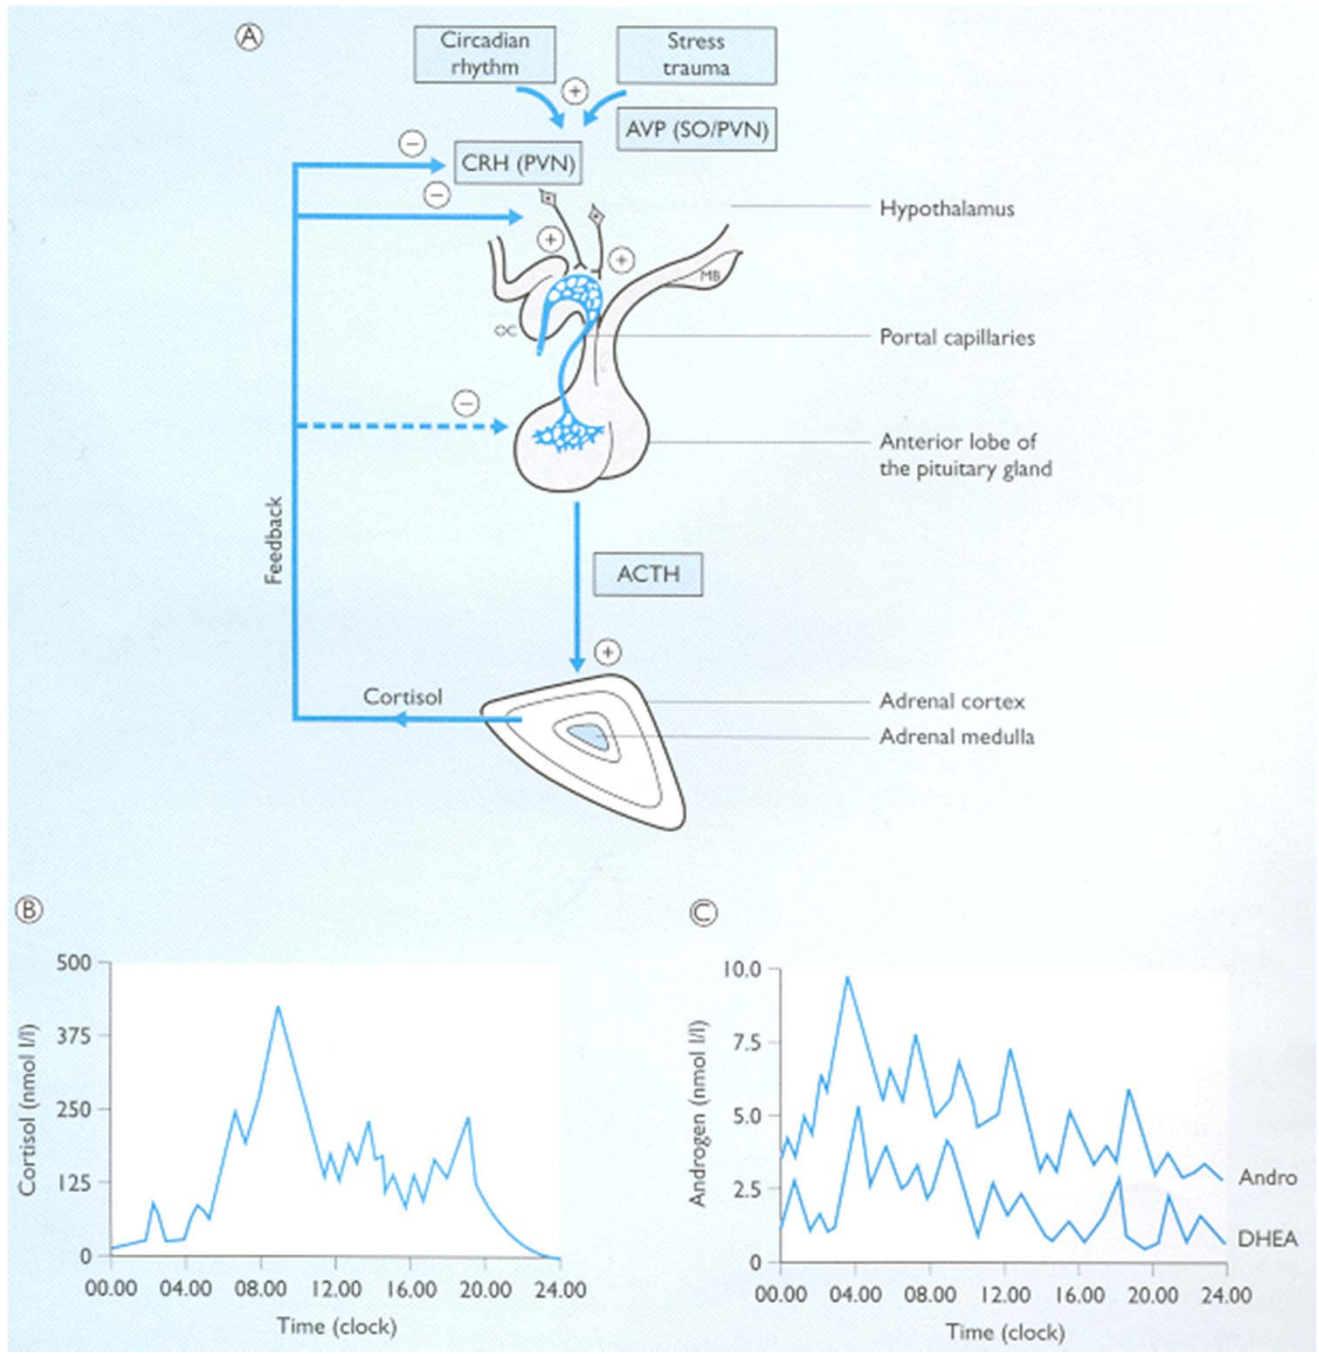 A
Circadian
rhythm
Stress
trauma
+
AVP (SO/PVN)
−
CRH (PVN)
−
Hypothalamus
+
+
MB
OC
Portal capillaries
−
Anterior lobe of
the pituitary gland
Feedback
ACTH
+
Cortisol
Adrenal cortex
Adrenal medulla
B
500
375
250
125
0
Cortisol (nmol l/l)
00.00 04.00 08.00 12.00 16.00 20.00 24.00
Time (clock)
C
10.0
7.5
5.0
2.5
0
Androgen (nmol l/l)
Andro
DHEA
00.00 04.00 08.00 12.00 16.00 20.00 24.00
Time (clock)